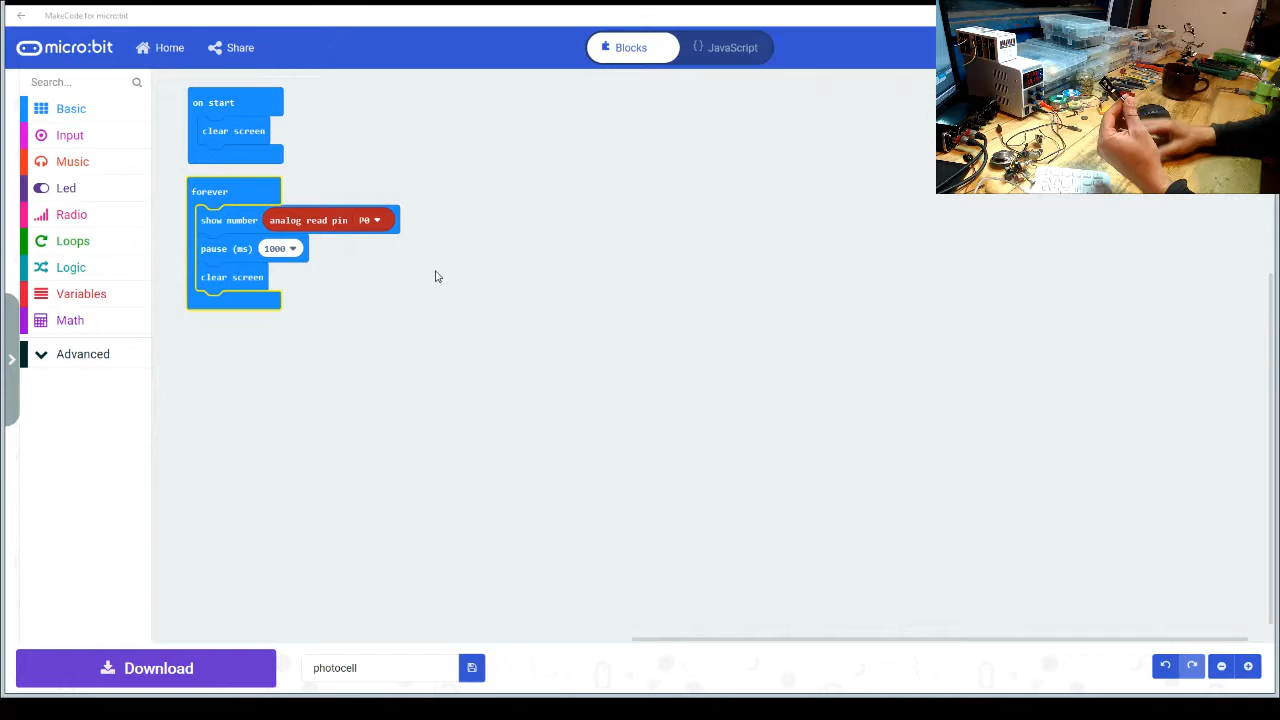 MakeCode for micro:bit
micro:bit
Home
Share
Blocks
{} JavaScript
Search...
Basic
Input
Music
Led
Radio
Loops
Logic
Variables
Math
Advanced
on start
clear screen
forever
show number analog read pin P0
pause (ms) 1000
clear screen
Download
photocell